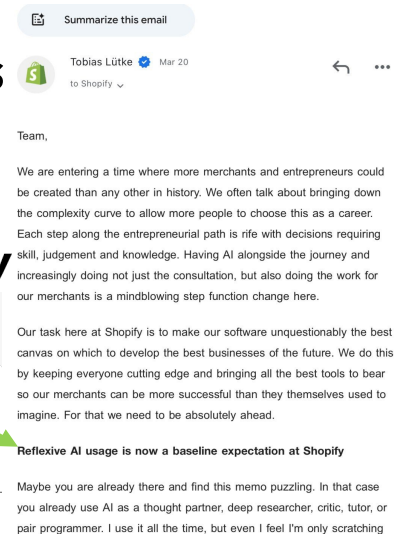 Summarize this email
Tobias Lütke Mar 20
to Shopify
Team,
We are entering a time where more merchants and entrepreneurs could
be created than any other in history. We often talk about bringing down
the complexity curve to allow more people to choose this as a career.
Each step along the entrepreneurial path is rife with decisions requiring
skill, judgement and knowledge. Having AI alongside the journey and
increasingly doing not just the consultation, but also doing the work for
our merchants is a mindblowing step function change here.
Our task here at Shopify is to make our software unquestionably the best
canvas on which to develop the best businesses of the future. We do this
by keeping everyone cutting edge and bringing all the best tools to bear
so our merchants can be more successful than they themselves used to
imagine. For that we need to be absolutely ahead.
Reflexive AI usage is now a baseline expectation at Shopify
Maybe you are already there and find this memo puzzling. In that case
you already use AI as a thought partner, deep researcher, critic, tutor, or
pair programmer. I use it all the time, but even I feel I'm only scratching